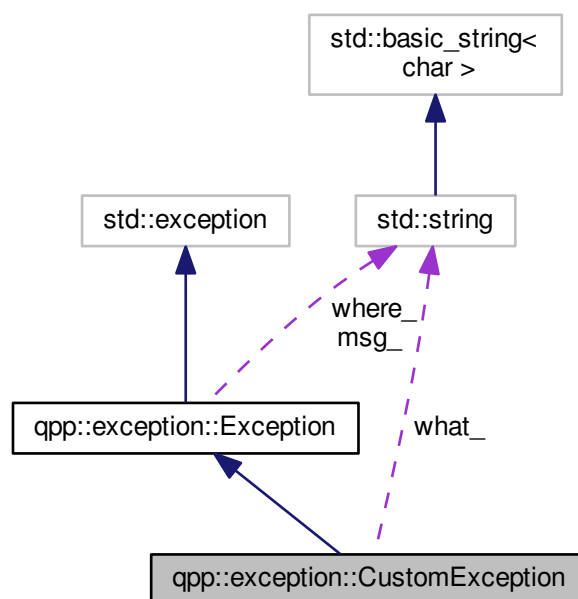 std::basic_string<
char >
std::exception
std::string
where_
msg_
qpp::exception::Exception
what_
qpp::exception::CustomException